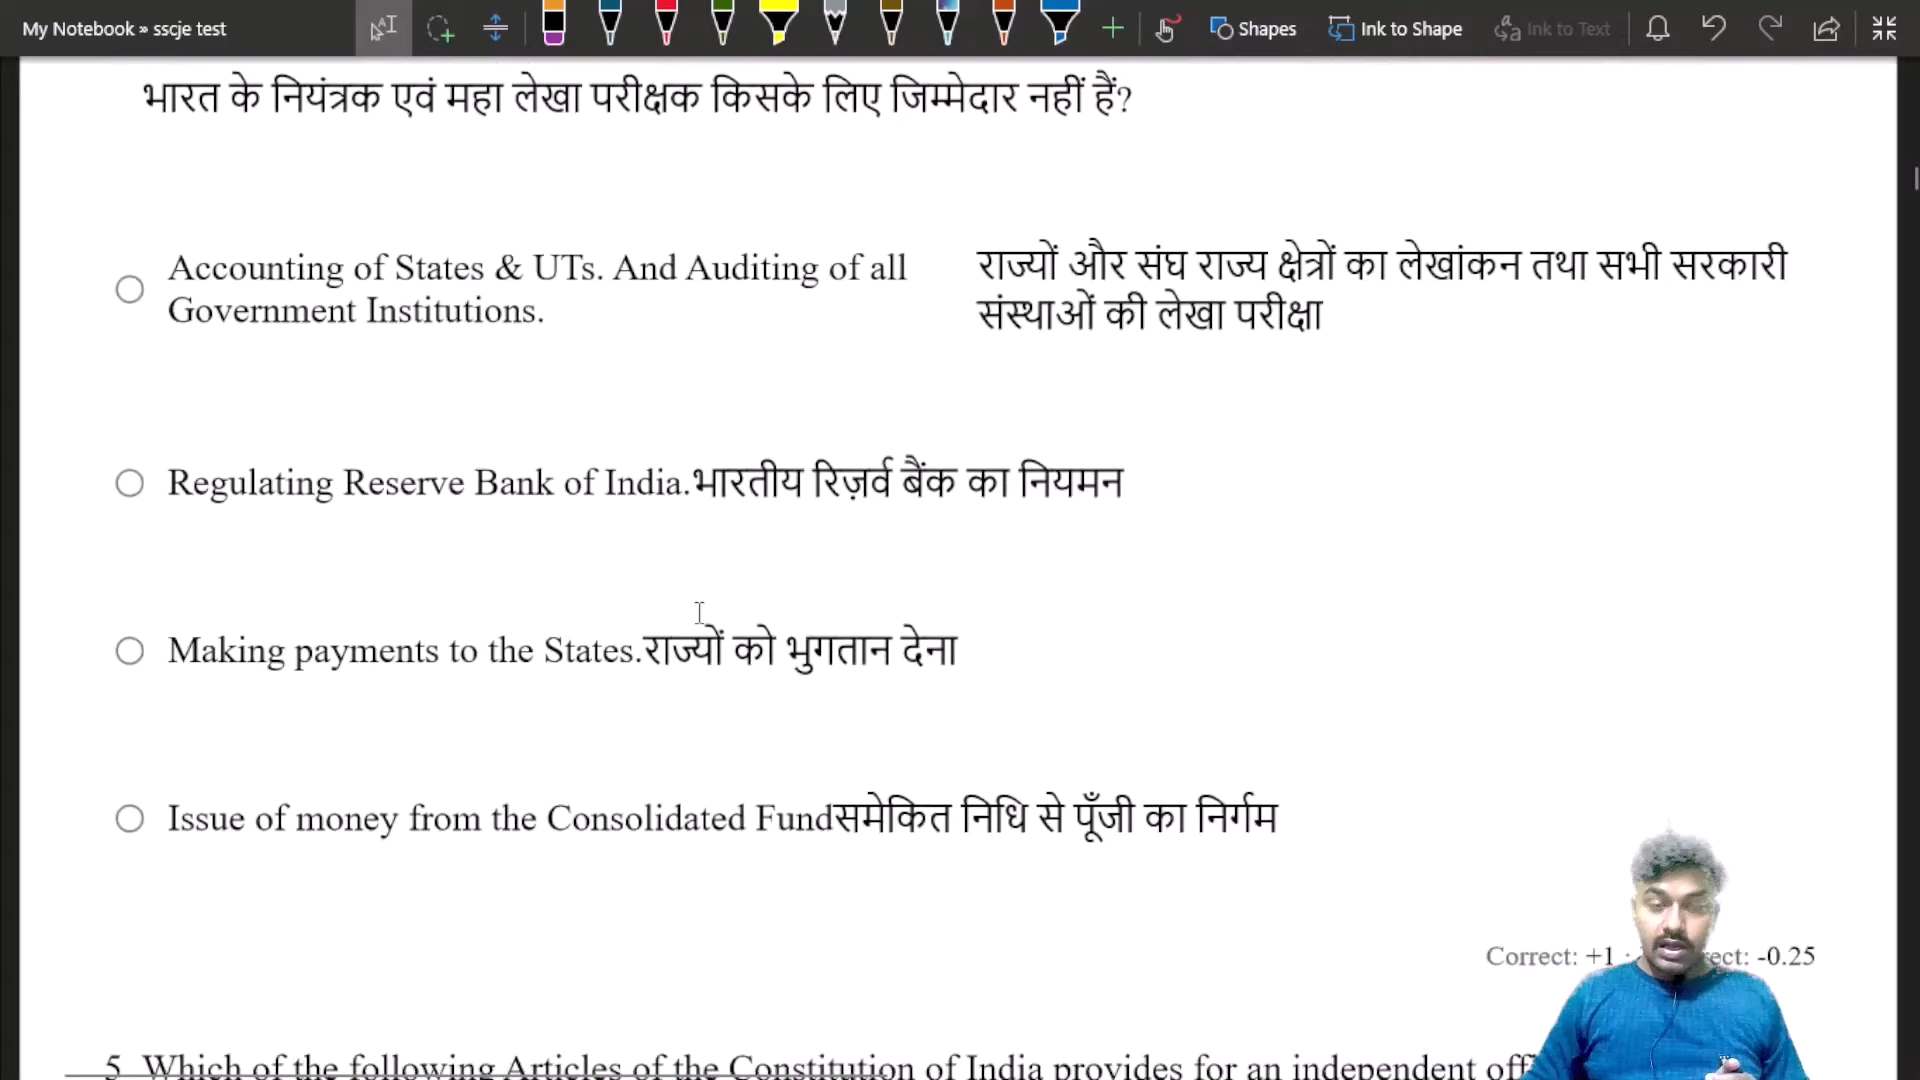 My Notebook » sscje test
Shapes
Ink to Shape
Ink to Text
भारत के नियंत्रक एवं महा लेखा परीक्षक किसके लिए जिम्मेदार नहीं हैं?
Accounting of States & UTs. And Auditing of all
Government Institutions.
राज्यों और संघ राज्य क्षेत्रों का लेखांकन तथा सभी सरकारी
संस्थाओं की लेखा परीक्षा
Regulating Reserve Bank of India.भारतीय रिज़र्व बैंक का नियमन
Making payments to the States.राज्यों को भुगतान देना
Issue of money from the Consolidated Fundसमेकित निधि से पूँजी का निर्गम
Correct: +1 · ect: -0.25
5 Which of the following Articles of the Constitution of India provides for an independent off